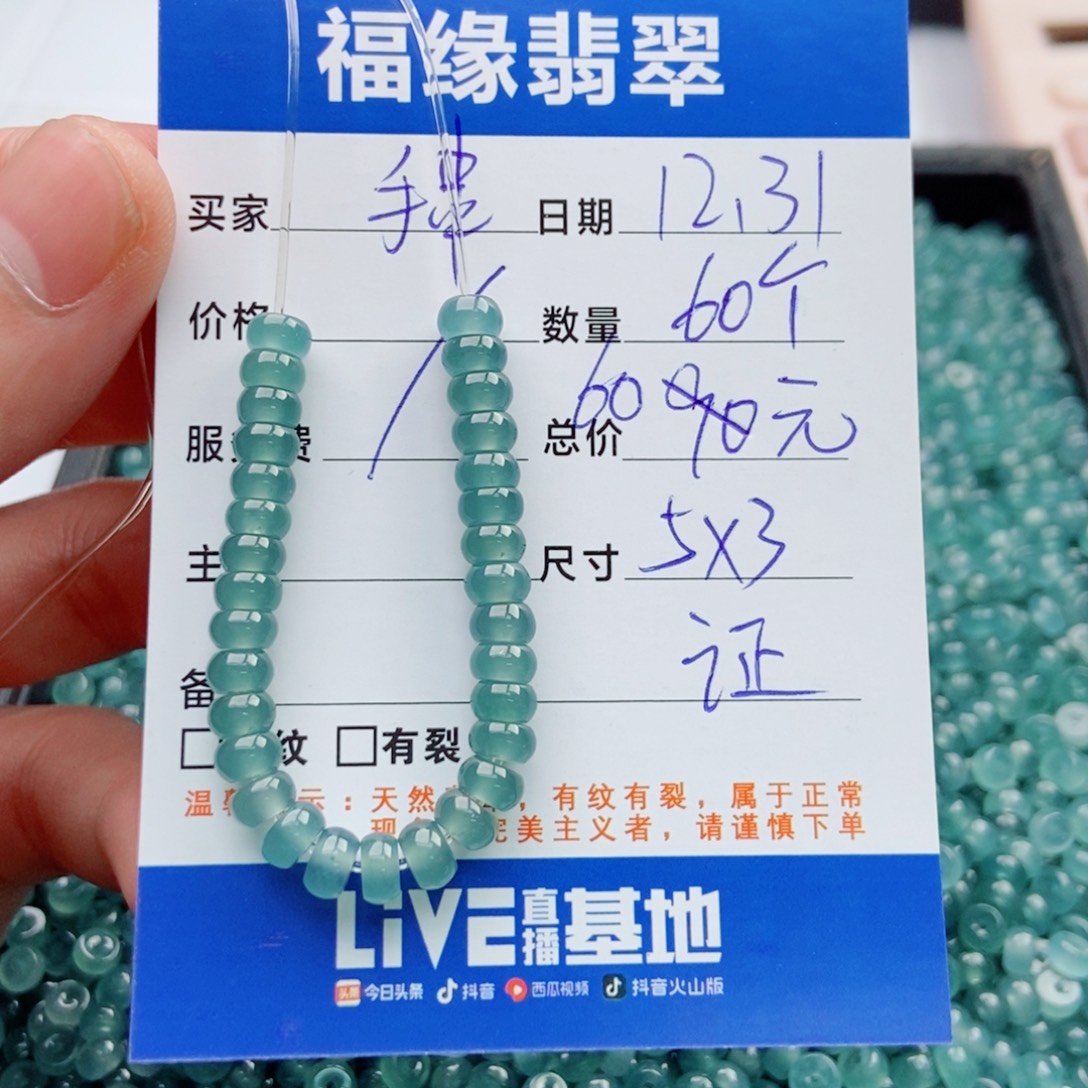 福缘翡翠
买家 手串 日期 12.31
价格 数量 60个
服 费 总价 60 元
主 尺寸 5X3
备 证
□ 纹 □有裂
温 示：天然 ，有纹有裂，属于正常
现 完美主义者，请谨慎下单
LiVE直播基地
头条 今日头条 抖音 西瓜视频 抖音火山版